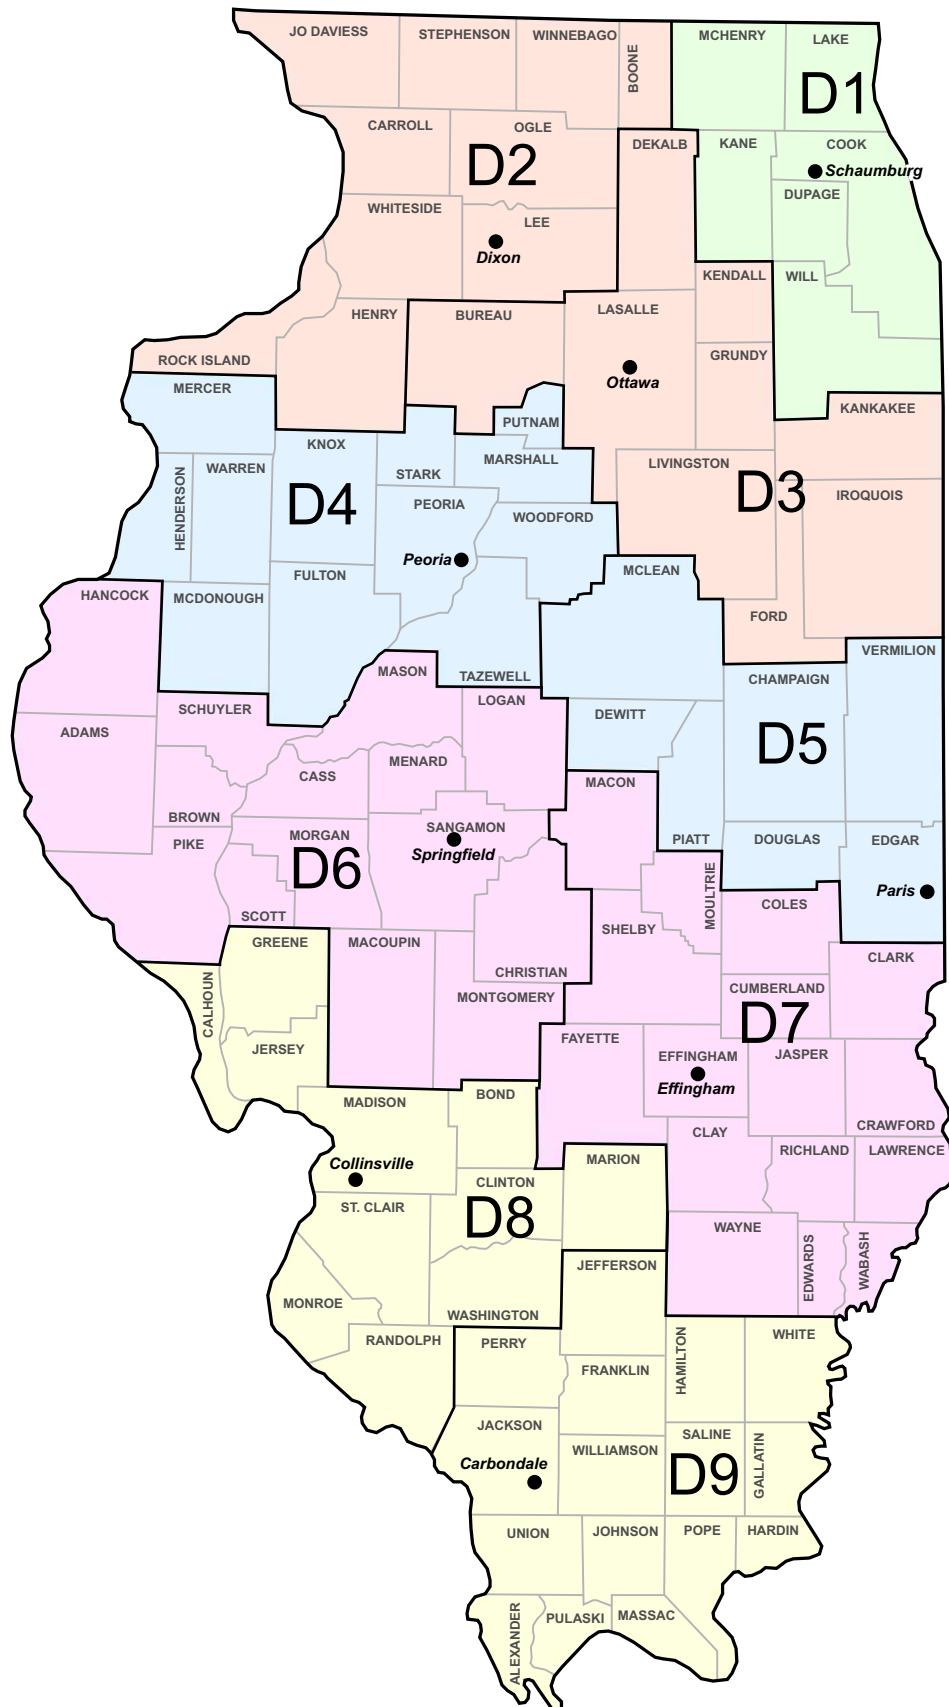 JO DAVIESS
STEPHENSON
WINNEBAGO
BOONE
MCHENRY
LAKE
D1
CARROLL
OGLE
D2
DEKALB
KANE
COOK
Schaumburg
DUPAGE
WHITESIDE
LEE
Dixon
KENDALL
WILL
HENRY
BUREAU
LASALLE
ROCK ISLAND
GRUNDY
Ottawa
MERCER
KANKAKEE
PUTNAM
KNOX
STARK
MARSHALL
LIVINGSTON
HENDERSON
WARREN
D4
PEORIA
WOODFORD
D3
IROQUOIS
Peoria
FULTON
MCLEAN
HANCOCK
MCDONOUGH
FORD
MASON
TAZEWELL
VERMILION
SCHUYLER
LOGAN
CHAMPAIGN
ADAMS
DEWITT
D5
CASS
MENARD
MACON
BROWN
PIKE
MORGAN
SANGAMON
Springfield
D6
PIATT
DOUGLAS
EDGAR
Paris
SCOTT
MOULTRIE
COLES
GREENE
MACOUPIN
SHELBY
CLARK
CALHOUN
CHRISTIAN
MONTGOMERY
CUMBERLAND
D7
JERSEY
FAYETTE
EFFINGHAM
Effingham
JASPER
MADISON
BOND
CRAWFORD
CLAY
RICHLAND
LAWRENCE
Collinsville
MARION
CLINTON
ST. CLAIR
D8
WAYNE
EDWARDS
WABASH
JEFFERSON
MONROE
WASHINGTON
RANDOLPH
PERRY
HAMILTON
WHITE
FRANKLIN
JACKSON
SALINE
WILLIAMSON
Carbondale
D9
GALLATIN
UNION
JOHNSON
POPE
HARDIN
ALEXANDER
PULASKI
MASSAC